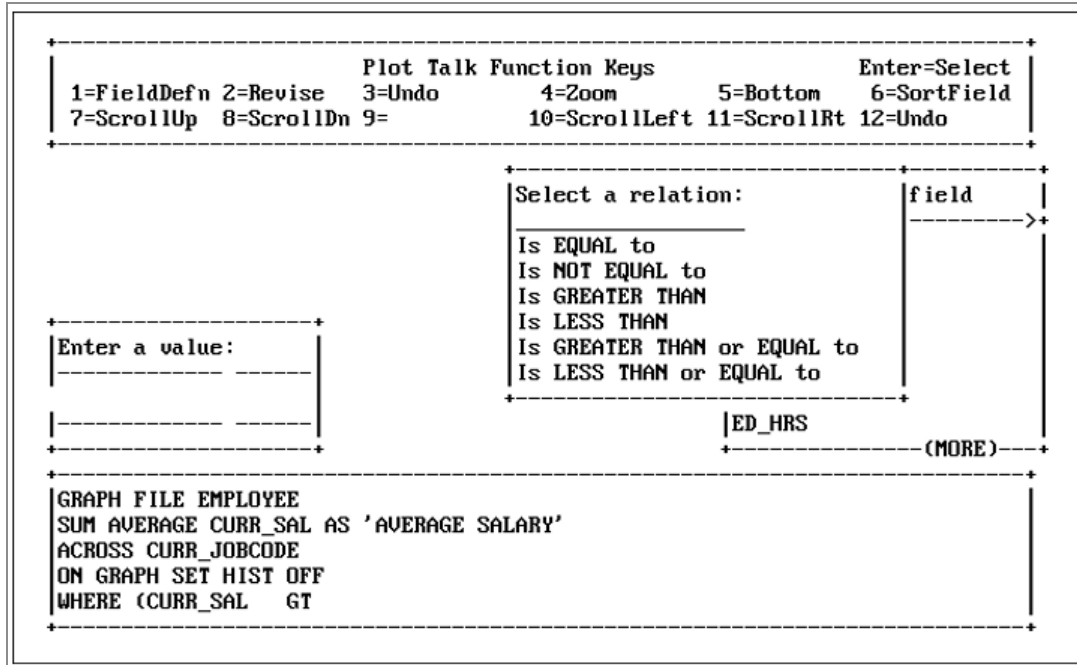 Plot Talk Function Keys Enter=Select
1=FieldDefn 2=Revise 3=Undo 4=Zoom 5=Bottom 6=SortField
7=ScrollUp 8=ScrollDn 9= 10=ScrollLeft 11=ScrollRt 12=Undo
Select a relation:
field
Is EQUAL to
Is NOT EQUAL to
Is GREATER THAN
Is LESS THAN
Is GREATER THAN or EQUAL to
Is LESS THAN or EQUAL to
Enter a value:
ED_HRS
(MORE)
GRAPH FILE EMPLOYEE
SUM AVERAGE CURR_SAL AS 'AVERAGE SALARY'
ACROSS CURR_JOBCODE
ON GRAPH SET HIST OFF
WHERE (CURR_SAL GT